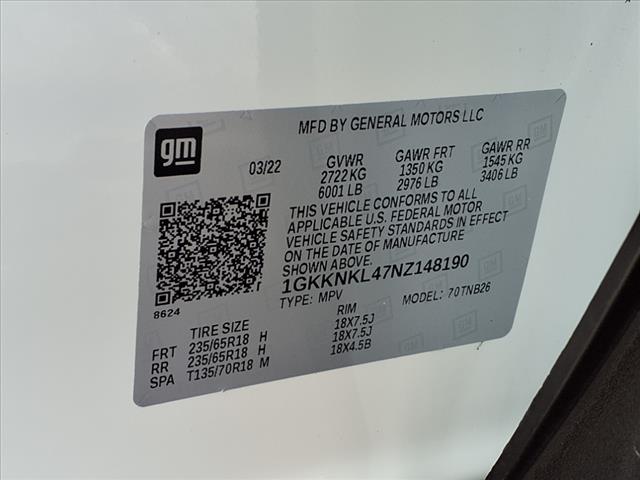 MFD BY GENERAL MOTORS LLC
gm
03/22
GVWR GAWR FRT GAWR RR
2722 KG 1350 KG 1545 KG
6001 LB 2976 LB 3406 LB
THIS VEHICLE CONFORMS TO ALL
APPLICABLE U.S. FEDERAL MOTOR
VEHICLE SAFETY STANDARDS IN EFFECT
ON THE DATE OF MANUFACTURE
SHOWN ABOVE.
1GKKNKL47NZ148190
TYPE: MPV MODEL: 70TNB26
8624
TIRE SIZE RIM
FRT 235/65R18 H 18X7.5J
RR 235/65R18 H 18X7.5J
SPA T135/70R18 M 18X4.5B